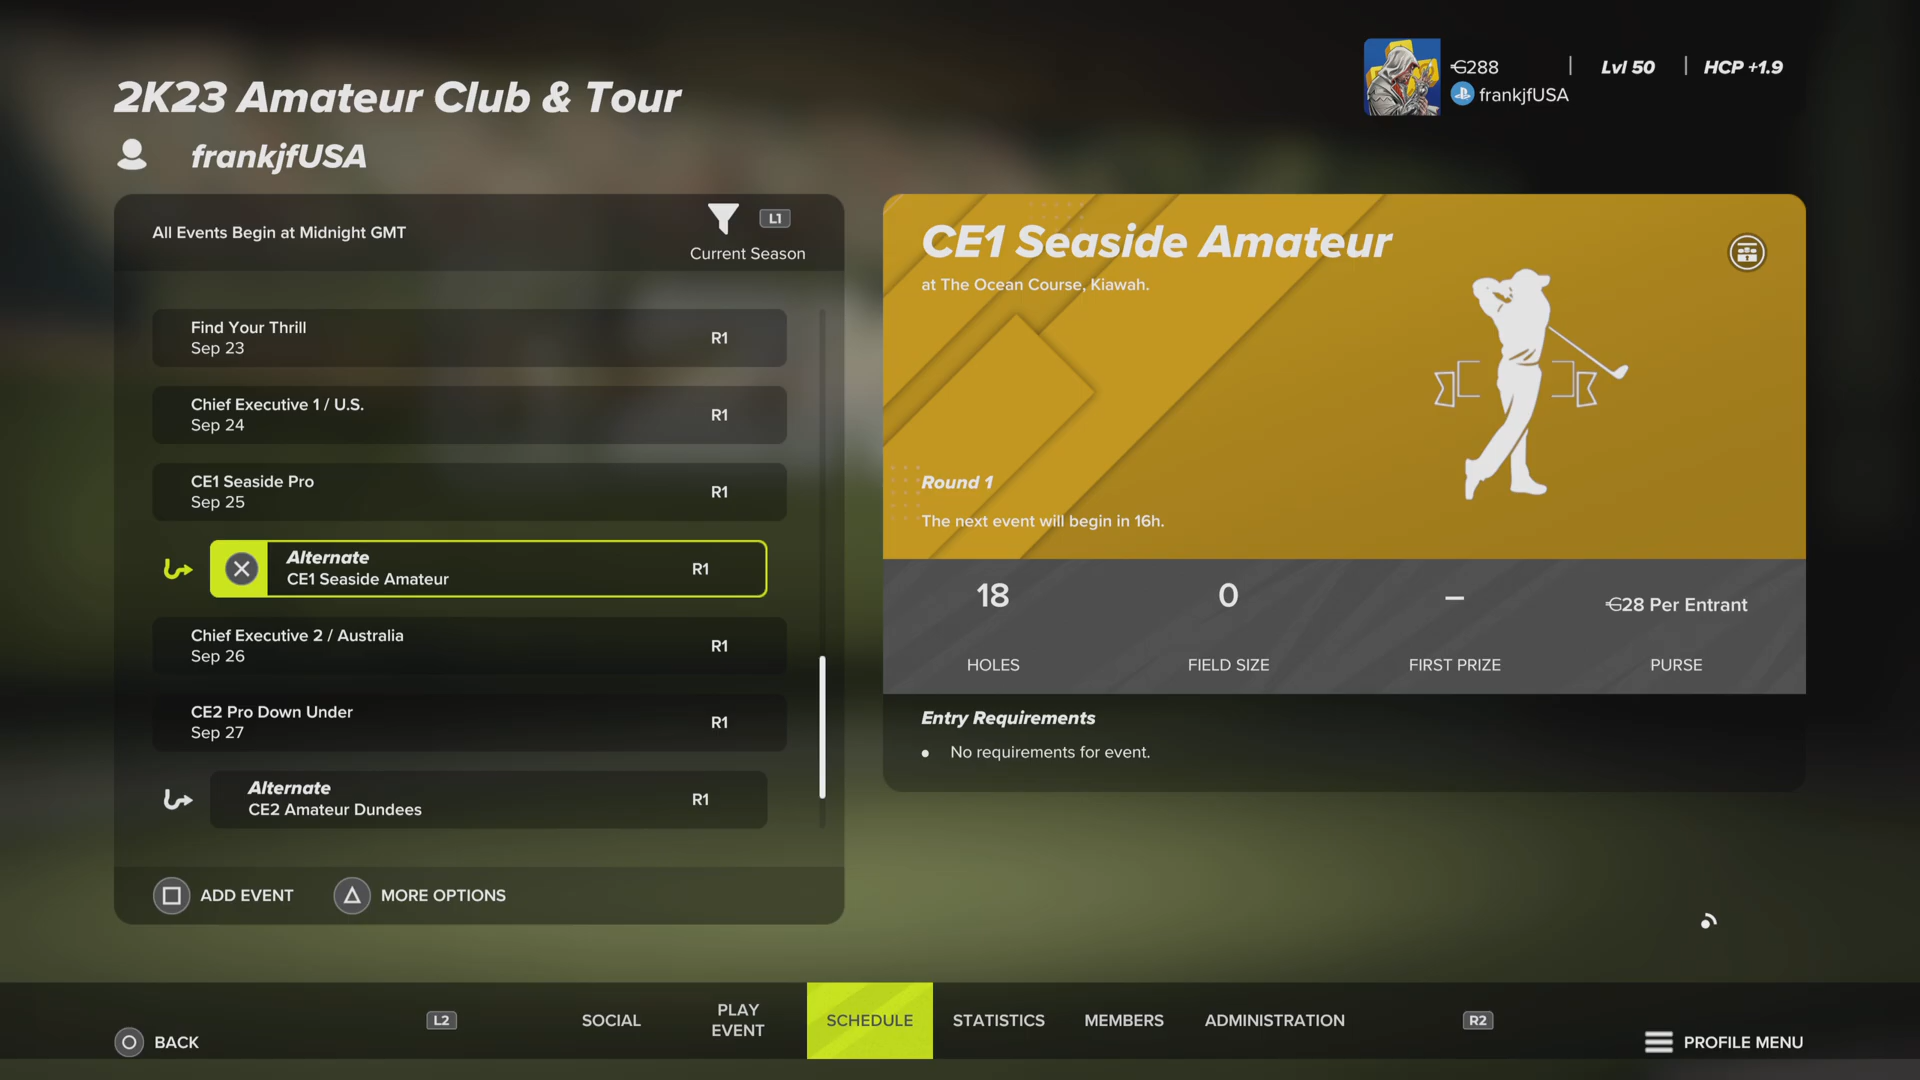 2K23 Amateur Club & Tour
frankjfUSA
288
Lvl 50
HCP +1.9
frankjfUSA
All Events Begin at Midnight GMT
L1
Current Season
Find Your Thrill
Sep 23
R1
Chief Executive 1 / U.S.
Sep 24
R1
CE1 Seaside Pro
Sep 25
R1
Alternate
CE1 Seaside Amateur
R1
Chief Executive 2 / Australia
Sep 26
R1
CE2 Pro Down Under
Sep 27
R1
Alternate
CE2 Amateur Dundees
R1
ADD EVENT
MORE OPTIONS
CE1 Seaside Amateur
at The Ocean Course, Kiawah.
Round 1
The next event will begin in 16h.
18
HOLES
0
FIELD SIZE
–
FIRST PRIZE
28 Per Entrant
PURSE
Entry Requirements
• No requirements for event.
BACK
L2
SOCIAL
PLAY
EVENT
SCHEDULE
STATISTICS
MEMBERS
ADMINISTRATION
R2
PROFILE MENU